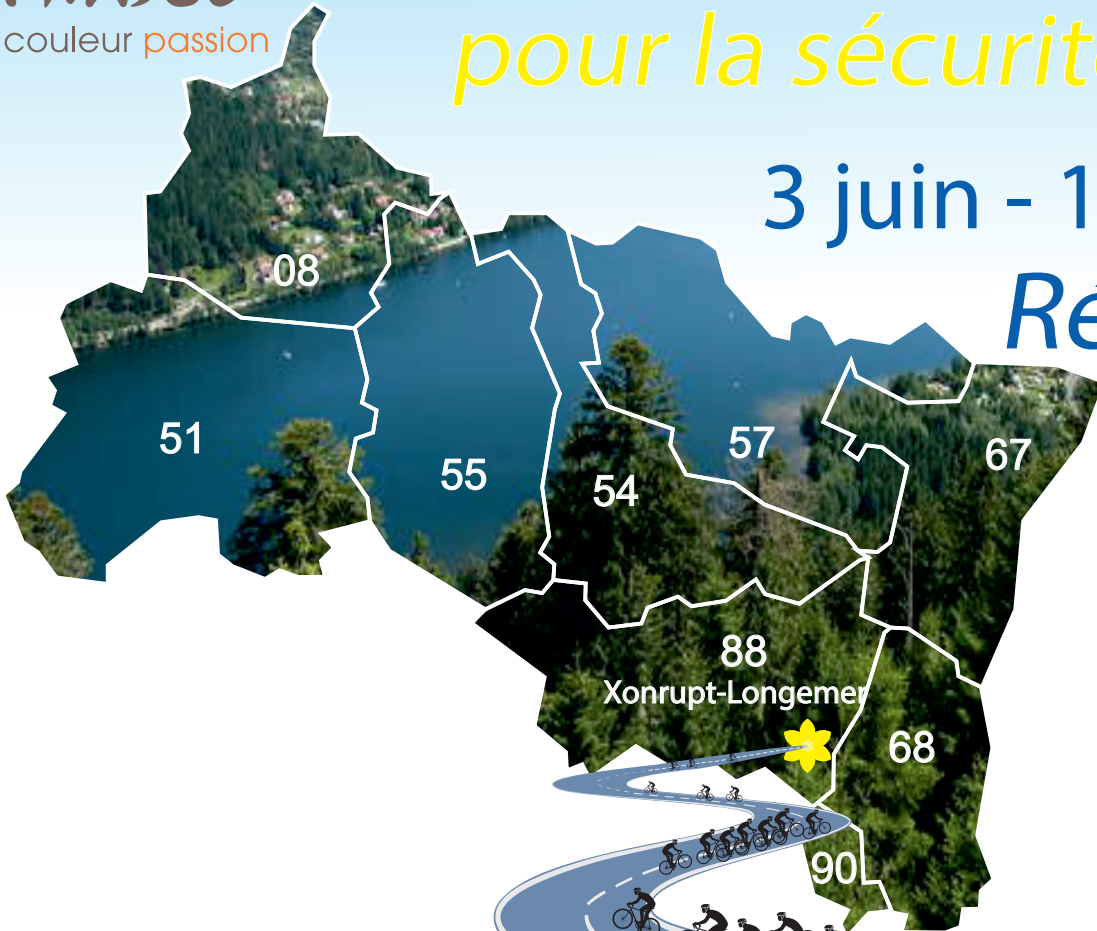 couleur passion
pour la sécurité
3 juin - 1
Ré
08
51
55
54
57
67
88
Xonrupt-Longemer
68
90